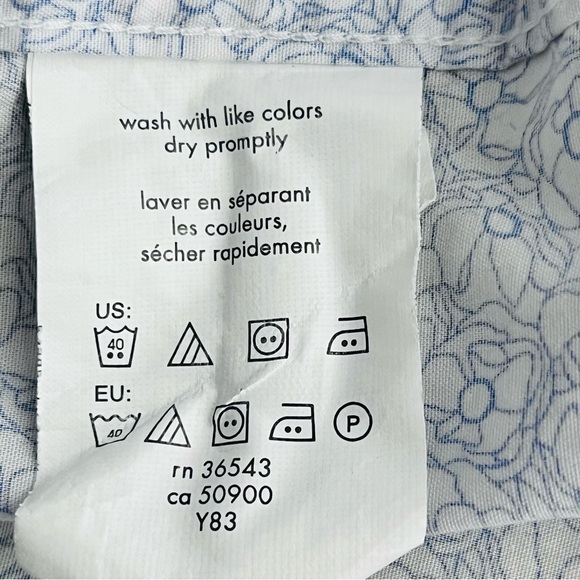 wash with like colors
dry promptly
laver en séparant
les couleurs,
sécher rapidement
US:
40
EU:
40
P
rn 36543
ca 50900
Y83